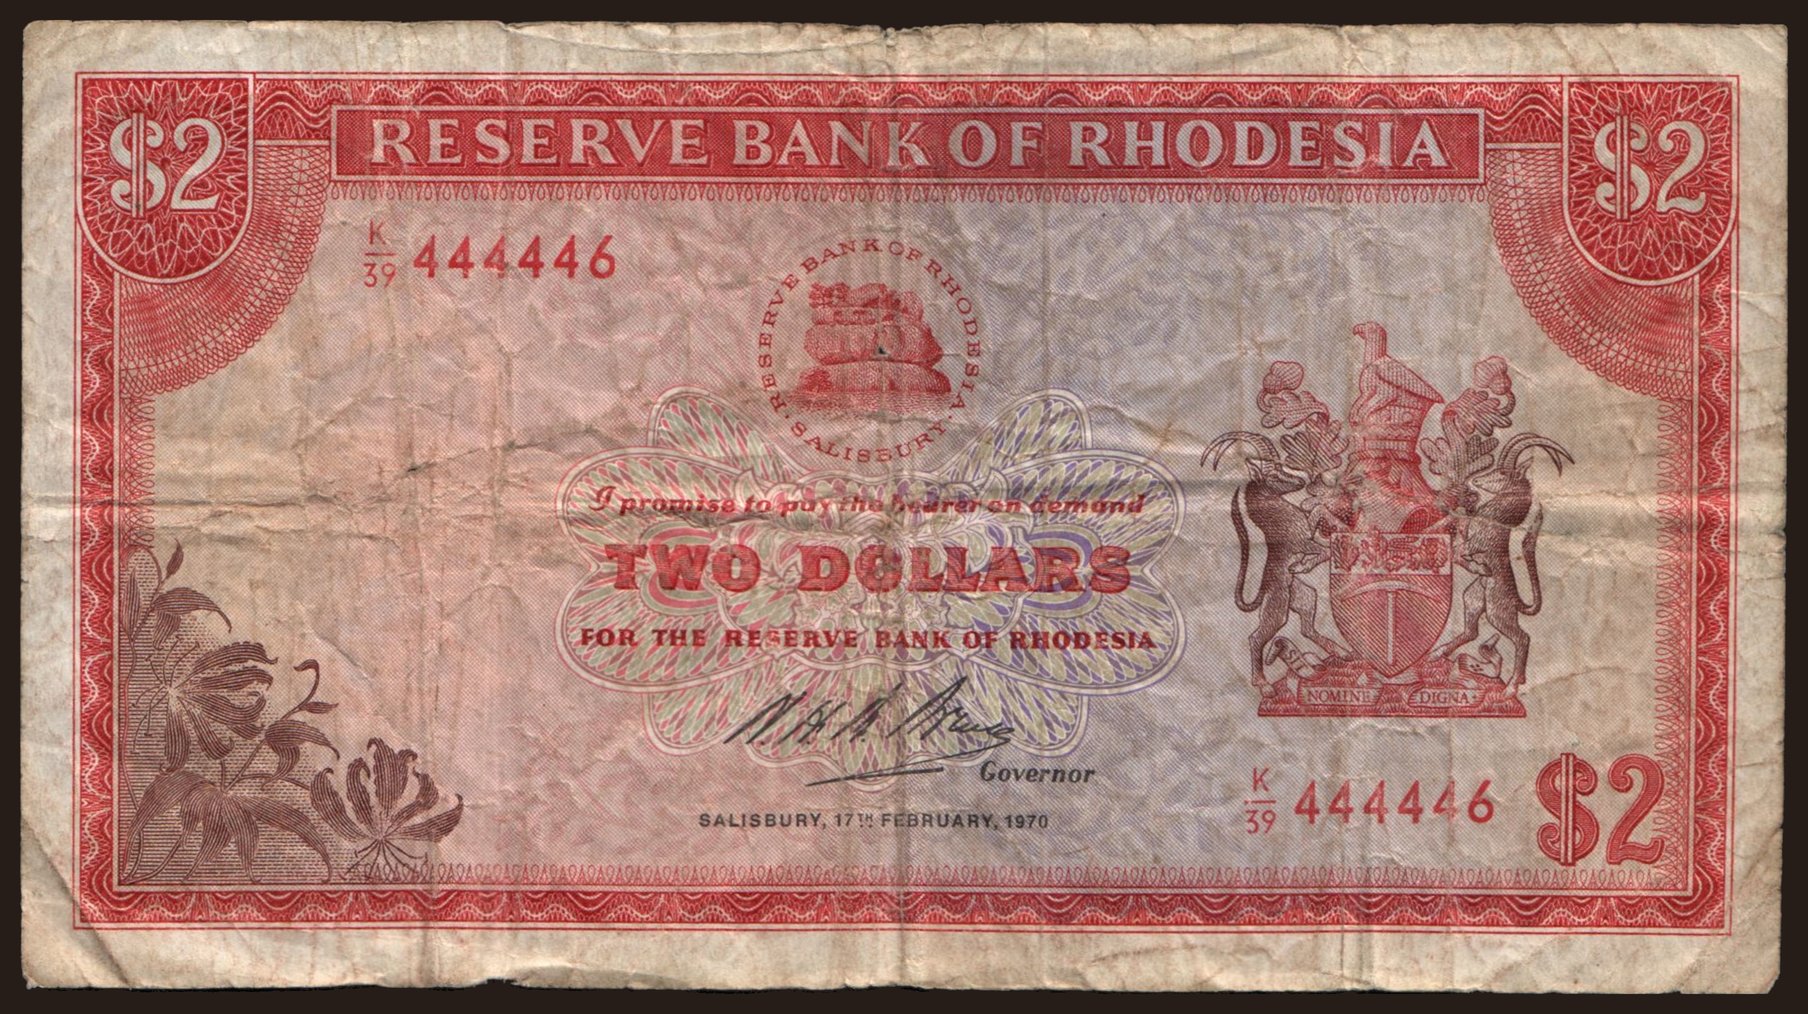 $2
RESERVE BANK OF RHODESIA
$2
K/39 444446
RESERVE BANK OF RHODESIA · SALISBURY ·
I promise to pay the bearer on demand
TWO DOLLARS
FOR THE RESERVE BANK OF RHODESIA
Governor
SALISBURY, 17TH FEBRUARY, 1970
SIT
NOMINE DIGNA
K/39 444446
$2